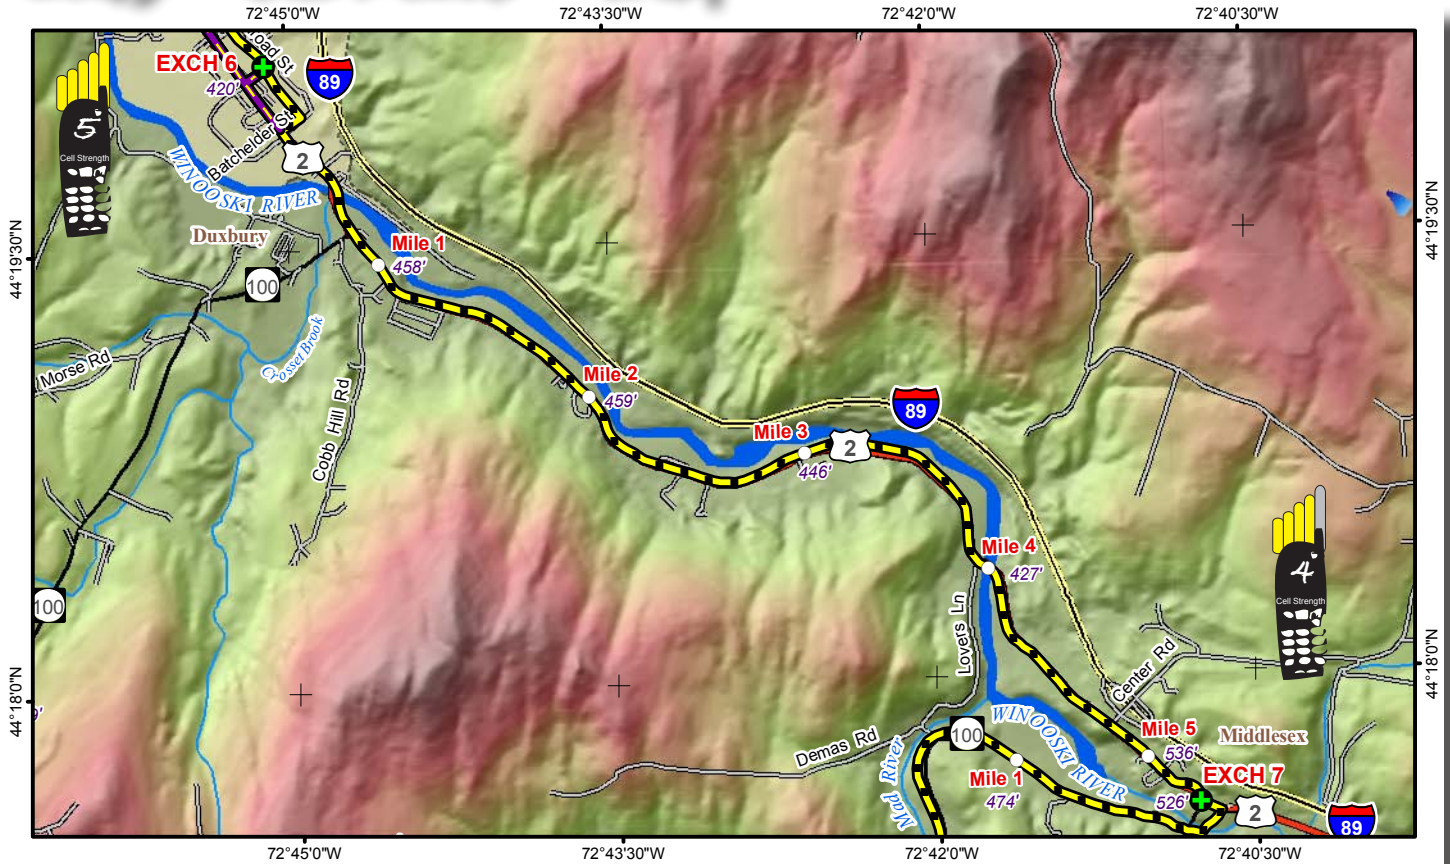 72°45'0"W
72°43'30"W
72°42'0"W
72°40'30"W
EXCH 6
oad St
420'
89
5
Cell Strength
Batchelder St
2
WINOOSKI RIVER
Duxbury
Mile 1
458'
44°19'30"N
44°19'30"N
100
Crosset Brook
Morse Rd
Cobb Hill Rd
Mile 2
459'
89
Mile 3
2
446'
Mile 4
427'
4
Cell Strength
100
Lovers Ln
Center Rd
44°18'0"N
44°18'0"N
9'
WINOOSKI RIVER
Mile 5
536'
Middlesex
100
Demas Rd
Mad River
Mile 1
474'
EXCH 7
526'
2
89
72°45'0"W
72°43'30"W
72°42'0"W
72°40'30"W